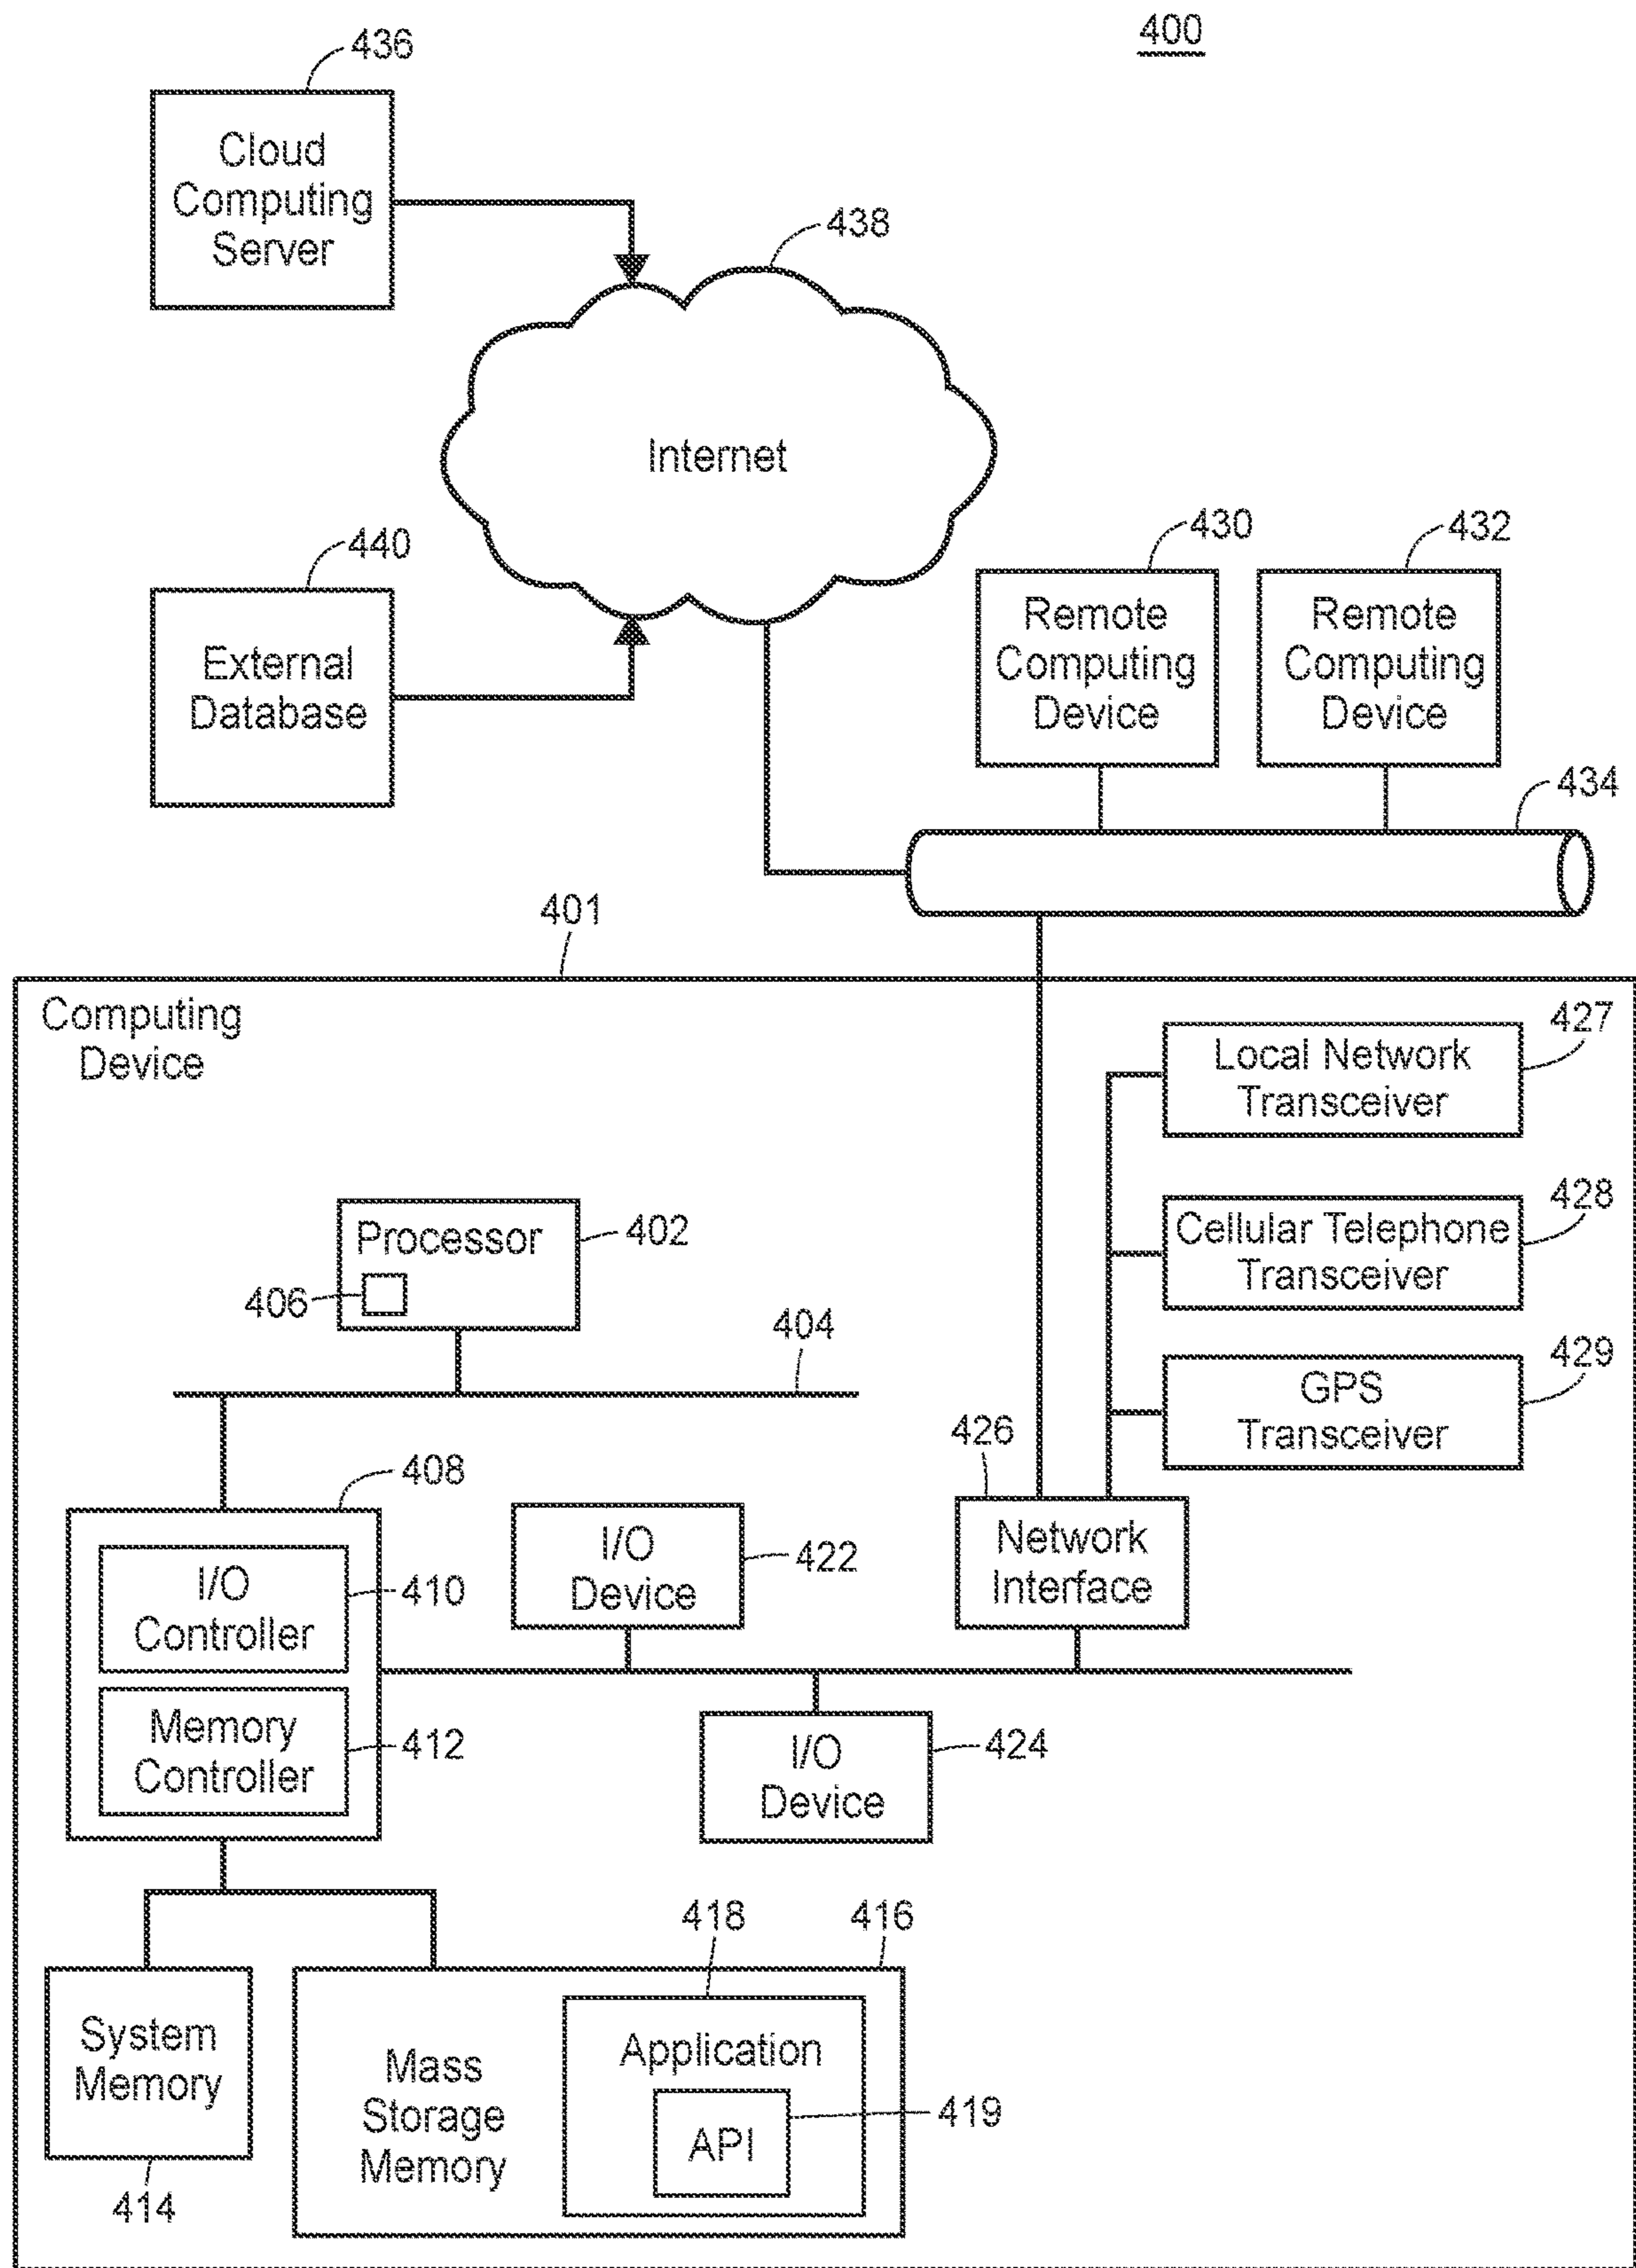 400
436
Cloud
Computing
Server
438
Internet
440
External
Database
430
Remote
Computing
Device
432
Remote
Computing
Device
434
401
Computing
Device
427
Local Network
Transceiver
428
Cellular Telephone
Transceiver
429
GPS
Transceiver
Processor
402
406
404
426
Network
Interface
408
I/O
Controller
410
Memory
Controller
412
I/O
Device
422
I/O
Device
424
System
Memory
414
418
416
Mass
Storage
Memory
Application
API
419